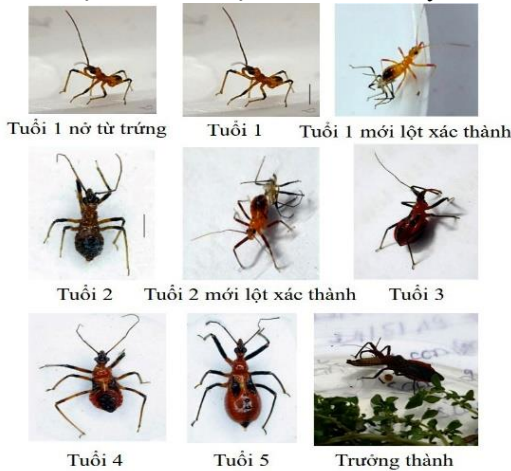 Tuổi 1 nở từ trứng Tuổi 1 Tuổi 1 mới lột xác thành
Tuổi 2 Tuổi 2 mới lột xác thành Tuổi 3
Tuổi 4 Tuổi 5 Trưởng thành